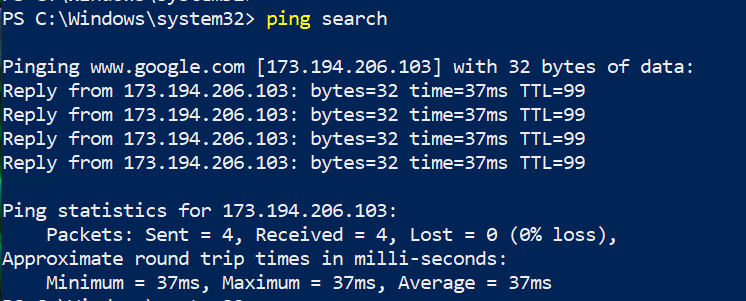 PS C:\Windows\system32> ping search
Pinging www.google.com [173.194.206.103] with 32 bytes of data:
Reply from 173.194.206.103: bytes=32 time=37ms TTL=99
Reply from 173.194.206.103: bytes=32 time=37ms TTL=99
Reply from 173.194.206.103: bytes=32 time=37ms TTL=99
Reply from 173.194.206.103: bytes=32 time=37ms TTL=99
Ping statistics for 173.194.206.103:
    Packets: Sent = 4, Received = 4, Lost = 0 (0% loss),
Approximate round trip times in milli-seconds:
    Minimum = 37ms, Maximum = 37ms, Average = 37ms